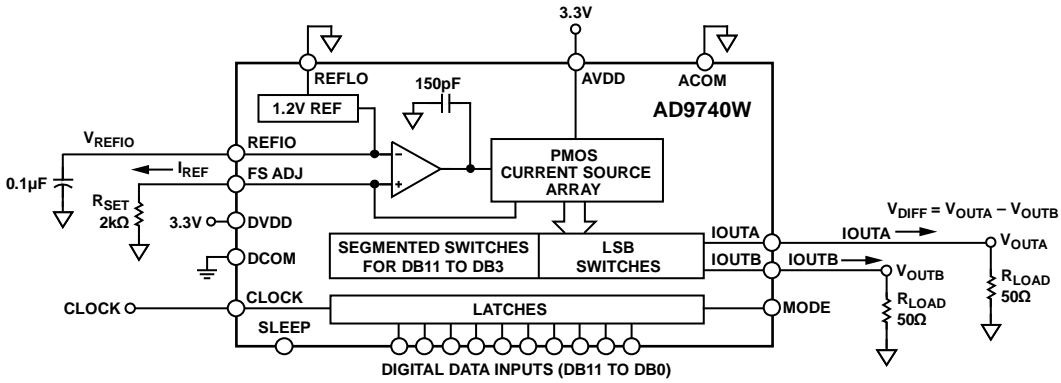 3.3V
REFLO
AVDD
ACOM
150pF
1.2V REF
AD9740W
V_REFIO
REFIO
PMOS
CURRENT SOURCE
ARRAY
0.1µF
I_REF
FS ADJ
R_SET
2kΩ
3.3V
DVDD
V_DIFF = V_OUTA – V_OUTB
DCOM
SEGMENTED SWITCHES
FOR DB11 TO DB3
LSB
SWITCHES
IOUTA
IOUTA
V_OUTA
IOUTB
IOUTB
V_OUTB
R_LOAD
50Ω
R_LOAD
50Ω
CLOCK
CLOCK
LATCHES
MODE
SLEEP
DIGITAL DATA INPUTS (DB11 TO DB0)